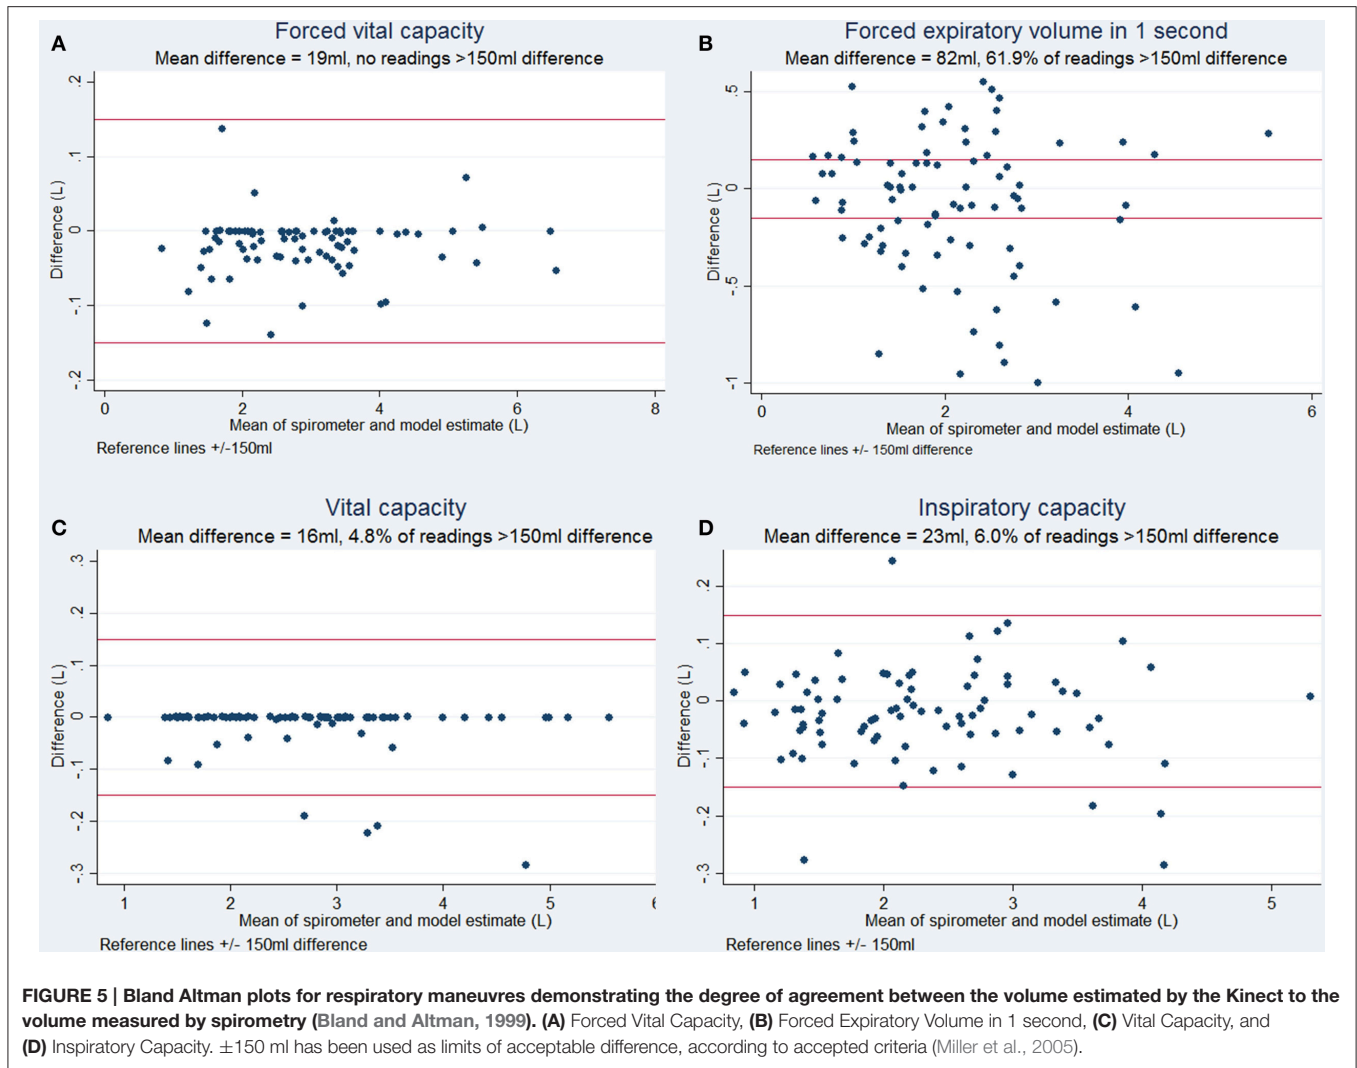 A
Forced vital capacity
Mean difference = 19ml, no readings >150ml difference
Difference (L)
.2
.1
0
-.1
-.2
0 2 4 6 8
Mean of spirometer and model estimate (L)
Reference lines +/-150ml
B
Forced expiratory volume in 1 second
Mean difference = 82ml, 61.9% of readings >150ml difference
Difference (L)
.5
0
-.5
-1
0 2 4 6
Mean of spirometer and model estimate (L)
Reference lines +/- 150ml difference
C
Vital capacity
Mean difference = 16ml, 4.8% of readings >150ml difference
Difference (L)
.3
.2
.1
0
-.1
-.2
-.3
1 2 3 4 5 6
Mean of spirometer and model estimate (L)
Reference lines +/- 150ml difference
D
Inspiratory capacity
Mean difference = 23ml, 6.0% of readings >150ml difference
Difference (L)
.2
.1
0
-.1
-.2
-.3
1 2 3 4 5
Mean of spirometer and model estimate (L)
Reference lines +/- 150ml
FIGURE 5 | Bland Altman plots for respiratory maneuvres demonstrating the degree of agreement between the volume estimated by the Kinect to the
volume measured by spirometry (Bland and Altman, 1999). (A) Forced Vital Capacity, (B) Forced Expiratory Volume in 1 second, (C) Vital Capacity, and
(D) Inspiratory Capacity. ±150 ml has been used as limits of acceptable difference, according to accepted criteria (Miller et al., 2005).